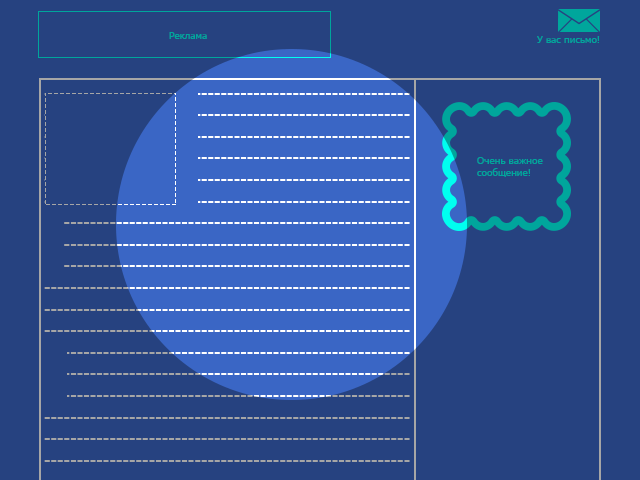 Реклама
У вас письмо!
Очень важное
сообщение!